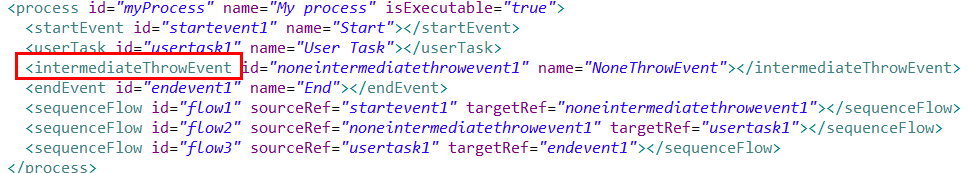 <process id="myProcess" name="My process" isExecutable="true">
<startEvent id="startevent1" name="Start"></startEvent>
<userTask id="usertask1" name="User Task"></userTask>
<intermediateThrowEvent id="noneintermediatethrowevent1" name="NoneThrowEvent"></intermediateThrowEvent>
<endEvent id="endevent1" name="End"></endEvent>
<sequenceFlow id="flow1" sourceRef="startevent1" targetRef="noneintermediatethrowevent1"></sequenceFlow>
<sequenceFlow id="flow2" sourceRef="noneintermediatethrowevent1" targetRef="usertask1"></sequenceFlow>
<sequenceFlow id="flow3" sourceRef="usertask1" targetRef="endevent1"></sequenceFlow>
</process>